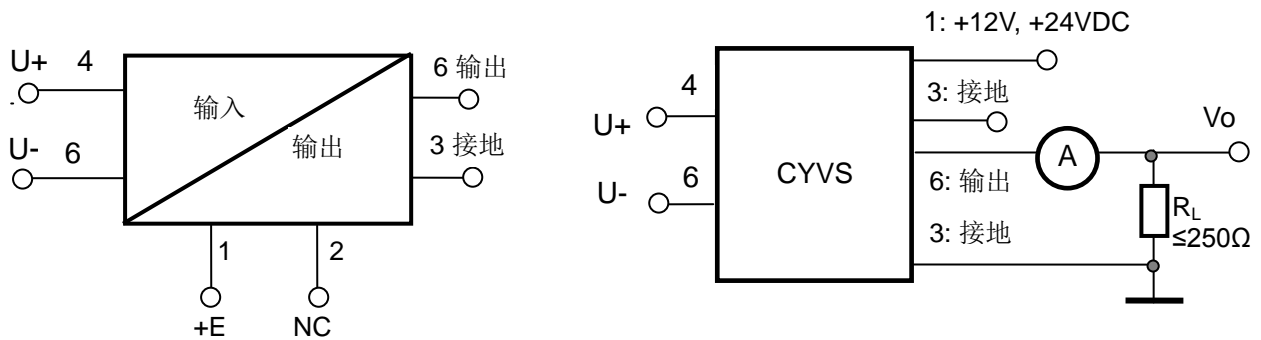 U+ 4
U- 6
输入
输出
6 输出
3 接地
1
2
+E
NC
1: +12V, +24VDC
3: 接地
U+ 4
U- 6
CYVS
A
Vo
6: 输出
3: 接地
RL
≤250Ω